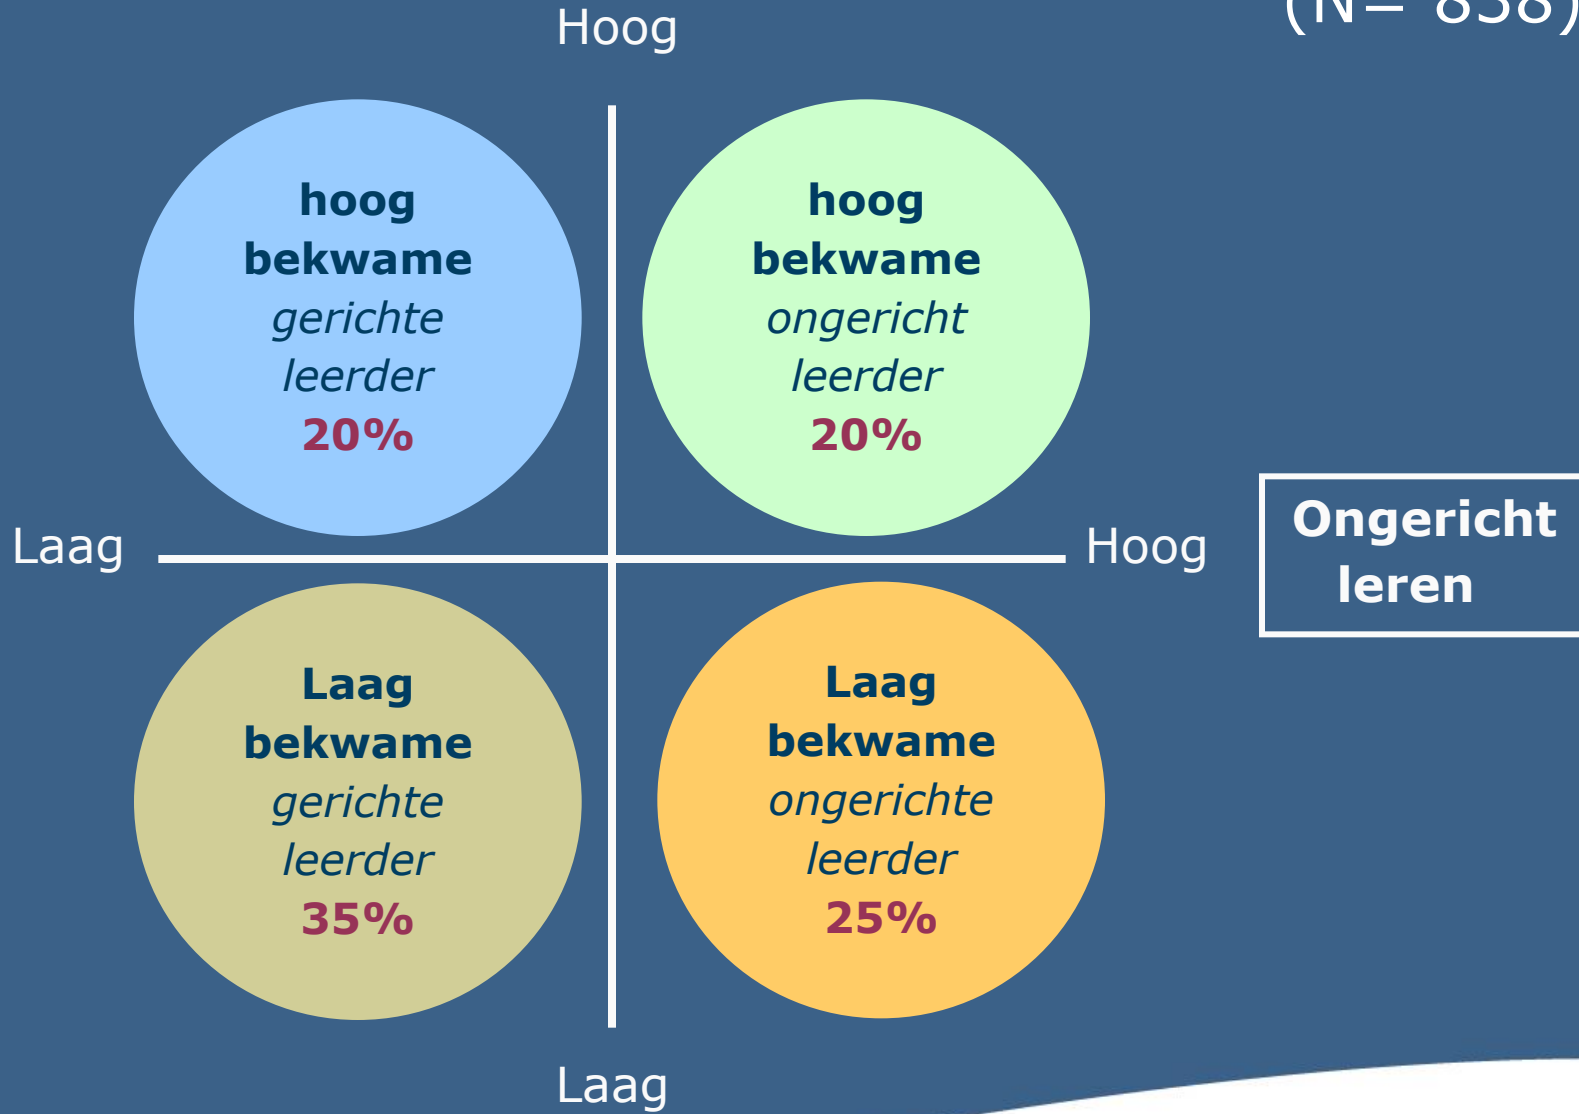 (N= 838)
Hoog
hoog
bekwame
gerichte
leerder
20%
hoog
bekwame
ongericht
leerder
20%
Laag
Hoog
Ongericht
leren
Laag
bekwame
gerichte
leerder
35%
Laag
bekwame
ongerichte
leerder
25%
Laag